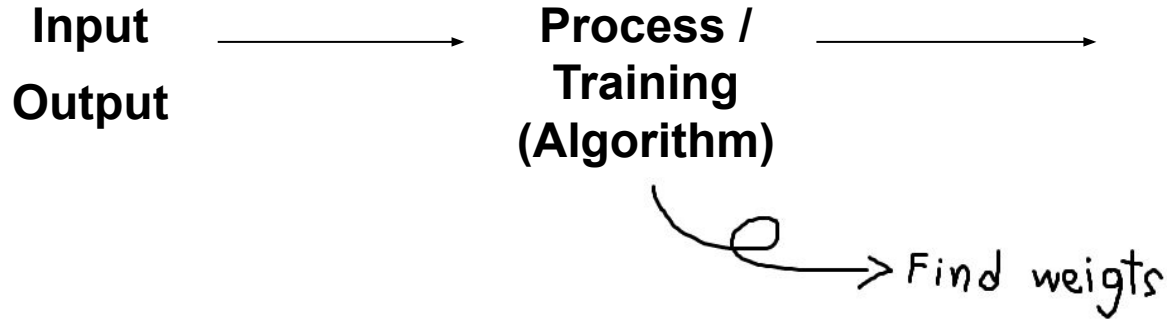 Input
Output
Process /
Training
(Algorithm)
Find weigts